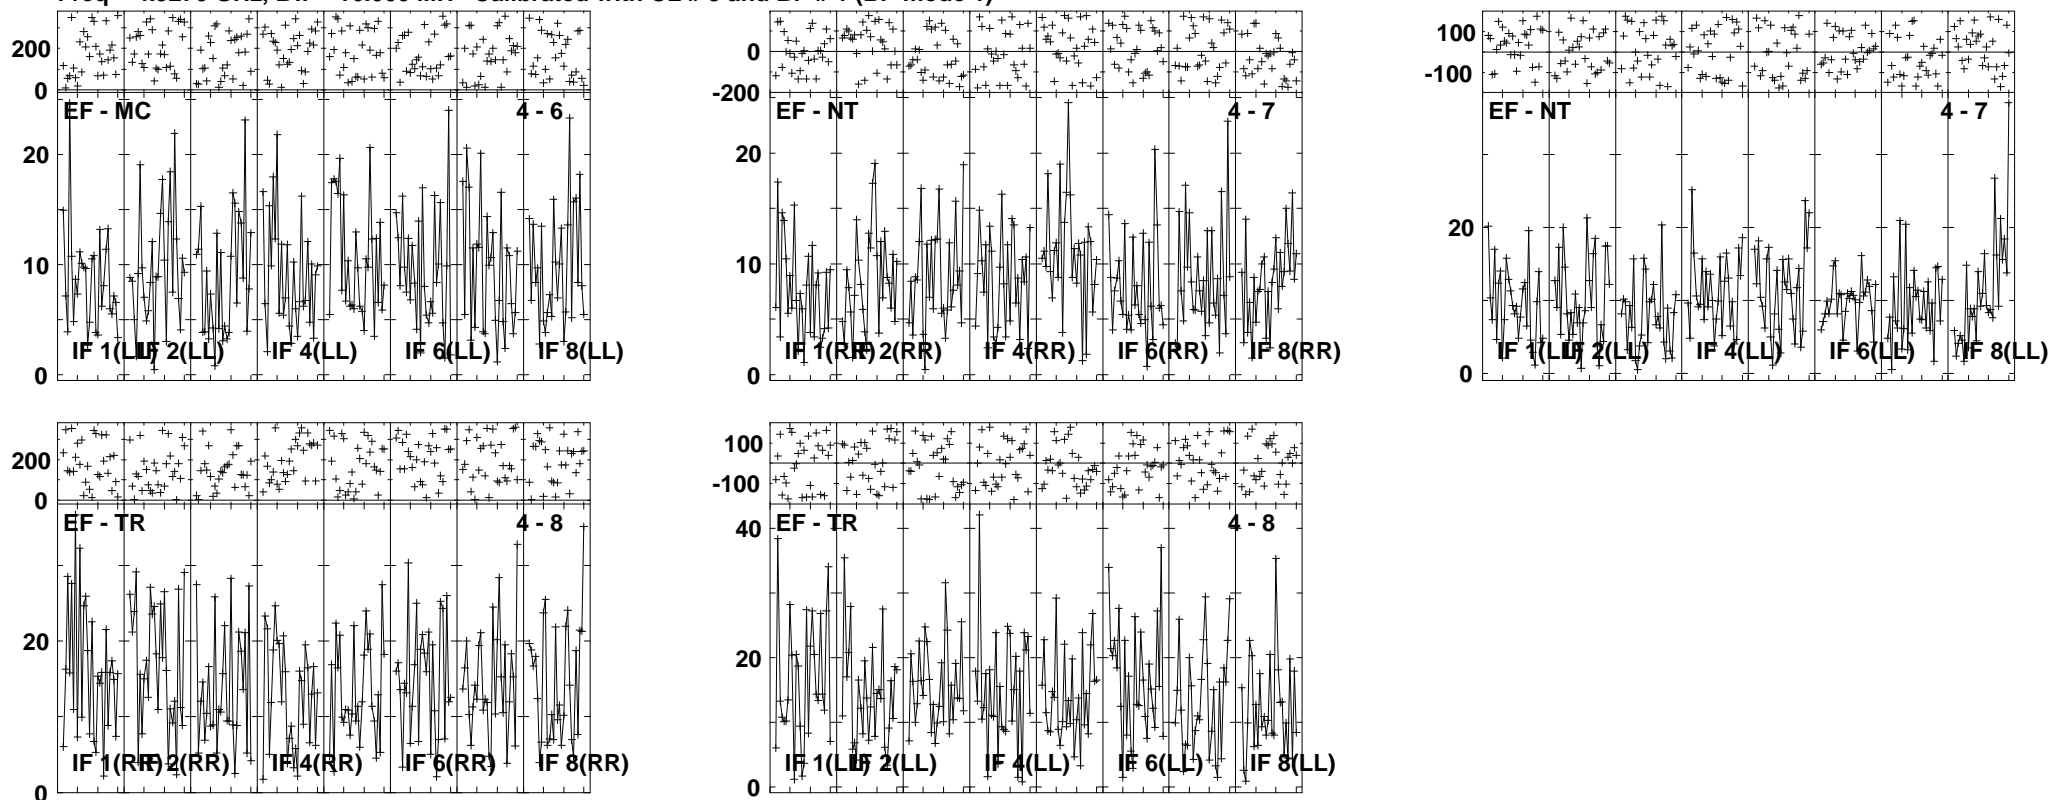 200
0
EF - MC 4 - 6
20
10
0
IF 1(LL) IF 2(LL) IF 4(LL) IF 6(LL) IF 8(LL)
0
-200
EF - NT 4 - 7
20
10
0
IF 1(RR) IF 2(RR) IF 4(RR) IF 6(RR) IF 8(RR)
100
-100
EF - NT 4 - 7
20
0
IF 1(LL) IF 2(LL) IF 4(LL) IF 6(LL) IF 8(LL)
200
0
EF - TR 4 - 8
20
0
IF 1(RR) IF 2(RR) IF 4(RR) IF 6(RR) IF 8(RR)
100
-100
EF - TR 4 - 8
40
20
0
IF 1(LL) IF 2(LL) IF 4(LL) IF 6(LL) IF 8(LL)